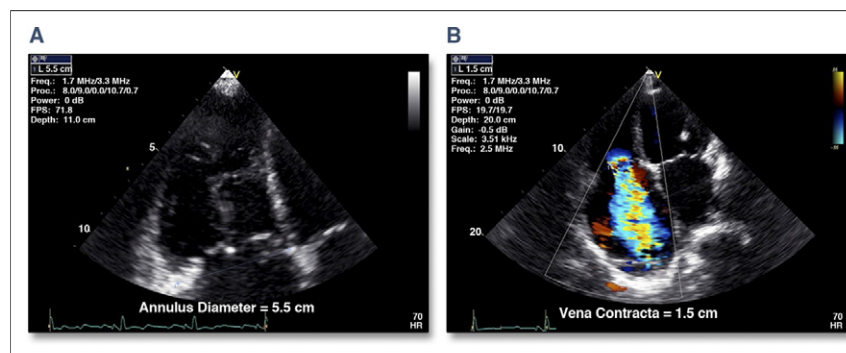 A
B
L 5.5 cm
Freq.: 1.7 MHz/3.3 MHz
Proc.: 8.0/9.0/0.0/10.7/0.7
Power: 0 dB
FPS: 71.8
Depth: 11.0 cm
V
5
10
Annulus Diameter = 5.5 cm
70
HR
L 1.5 cm
Freq.: 1.7 MHz/3.3 MHz
Proc.: 8.0/9.0/0.0/10.7/0.7
Power: 0 dB
FPS: 19.7/19.7
Depth: 20.0 cm
Gain: -0.5 dB
Scale: 3.51 kHz
Freq.: 2.5 MHz
V
10
20
Vena Contracta = 1.5 cm
70
HR